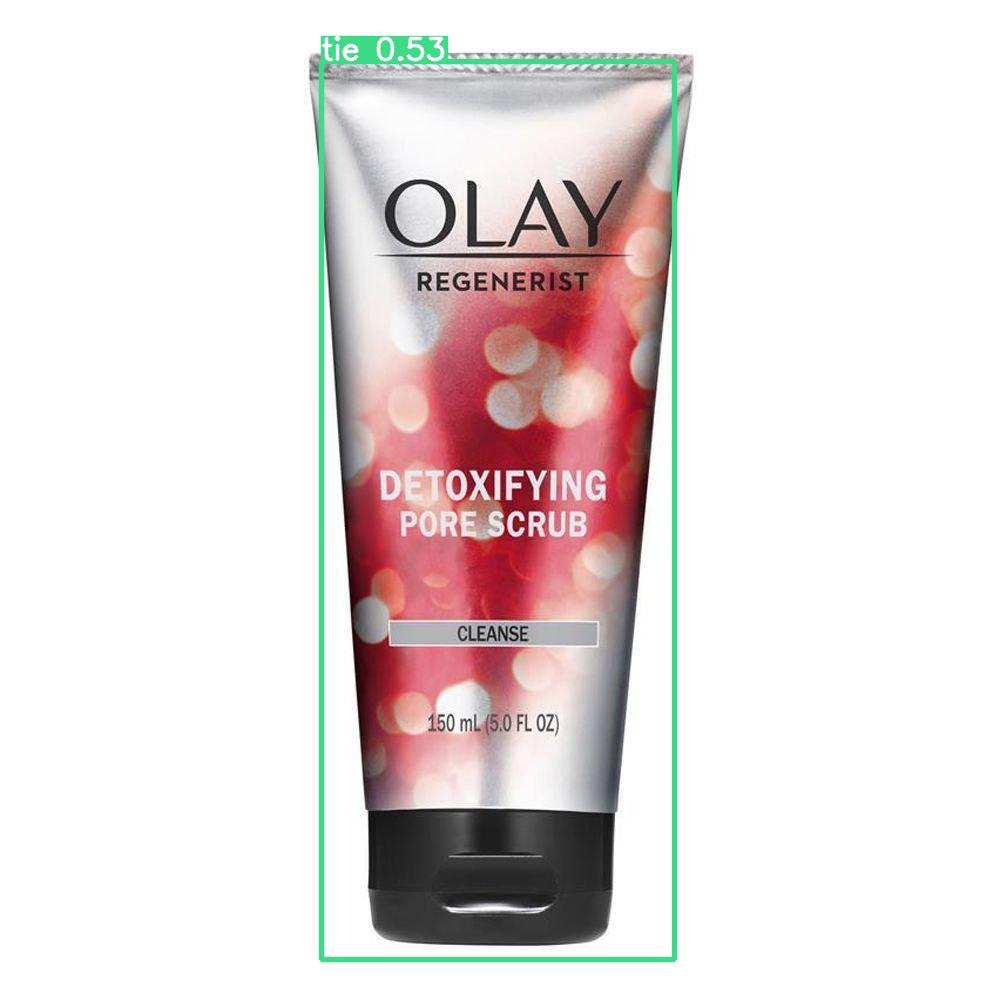 tie 0.53
OLAY
REGENERIST
DETOXIFYING
PORE SCRUB
CLEANSE
150 mL (5.0 FL OZ)